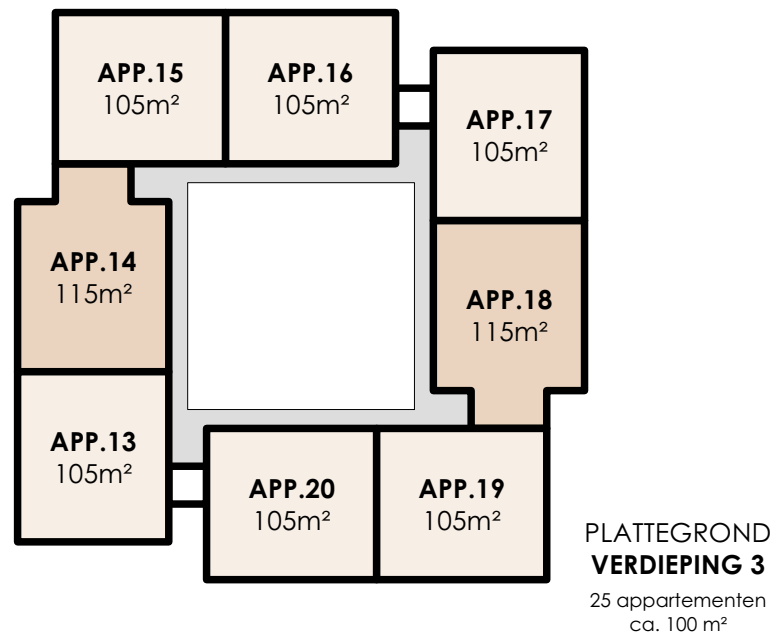 APP.15
105m²
APP.16
105m²
APP.17
105m²
APP.14
115m²
APP.18
115m²
APP.13
105m²
APP.20
105m²
APP.19
105m²
PLATTEGROND
VERDIEPING 3
25 appartementen
ca. 100 m²